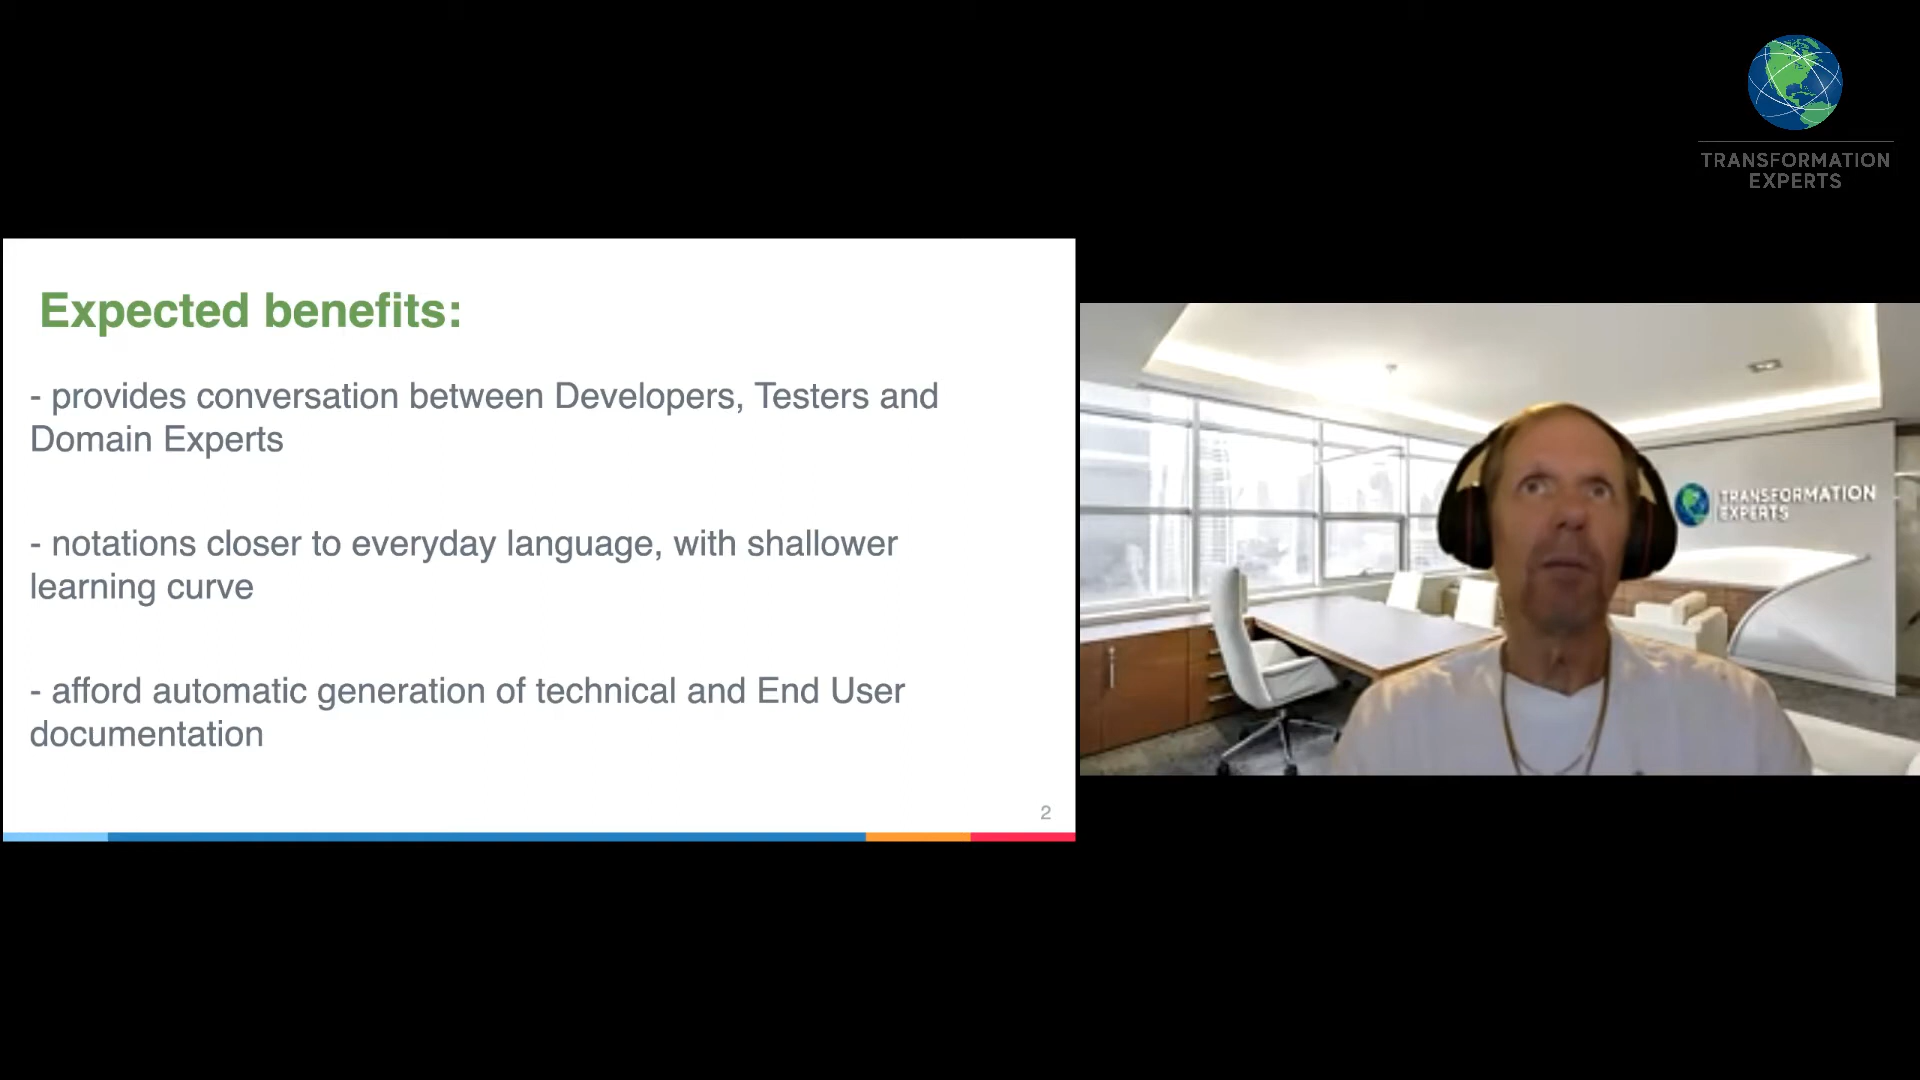 TRANSFORMATION
EXPERTS
Expected benefits:
- provides conversation between Developers, Testers and
Domain Experts
- notations closer to everyday language, with shallower
learning curve
- afford automatic generation of technical and End User
documentation
2
TRANSFORMATION
EXPERTS